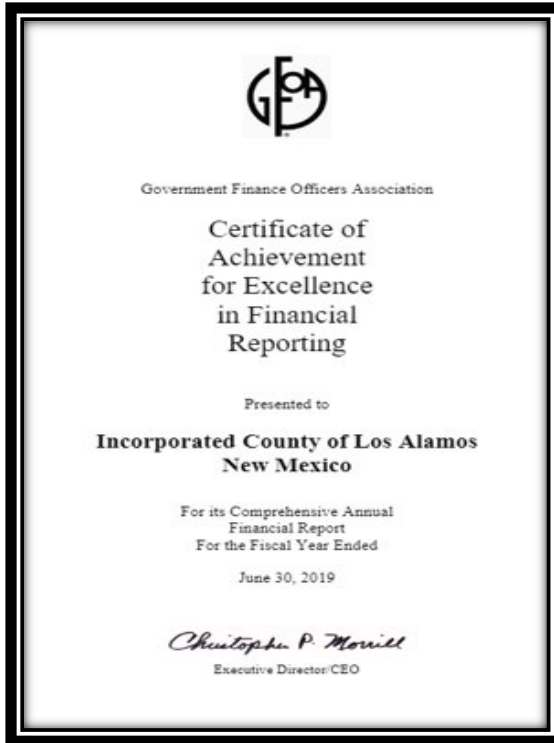 GFOA
Government Finance Officers Association
Certificate of
Achievement
for Excellence
in Financial
Reporting
Presented to
Incorporated County of Los Alamos
New Mexico
For its Comprehensive Annual
Financial Report
For the Fiscal Year Ended
June 30, 2019
Christopher P. Morrill
Executive Director/CEO